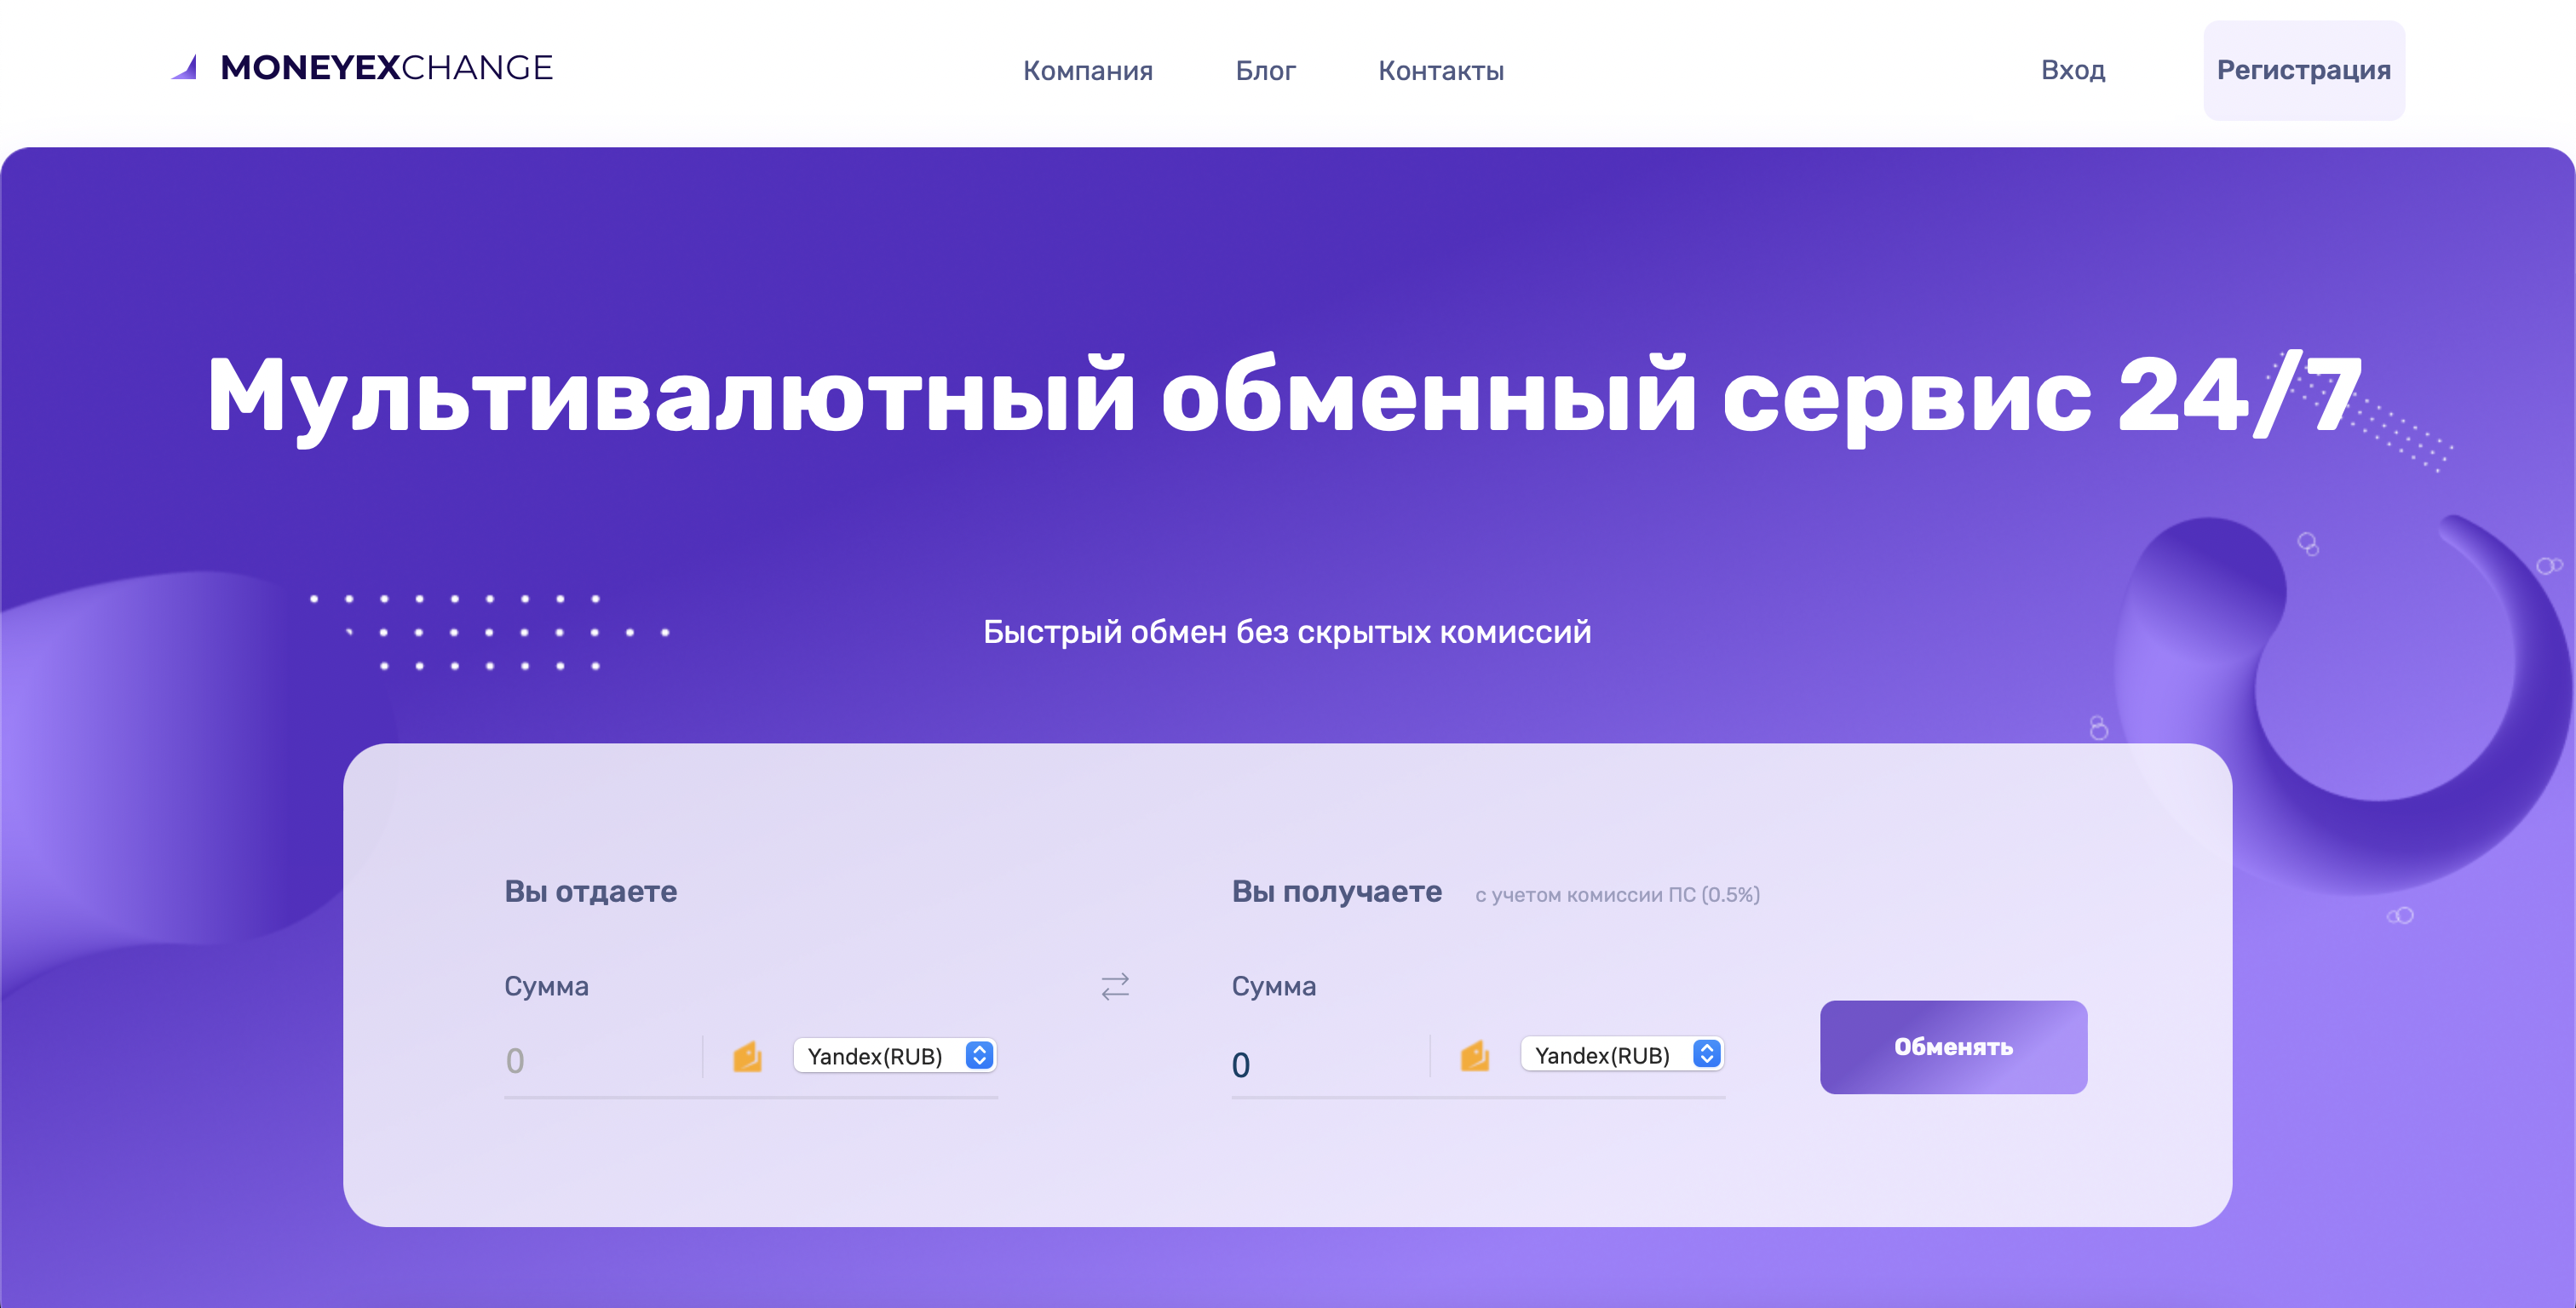 MONEYEXCHANGE
Компания Блог Контакты
Вход Регистрация
Мультивалютный обменный сервис 24/7
Быстрый обмен без скрытых комиссий
Вы отдаете
Сумма
0 Yandex(RUB)
Вы получаете с учетом комиссии ПС (0.5%)
Сумма
0 Yandex(RUB)
Обменять